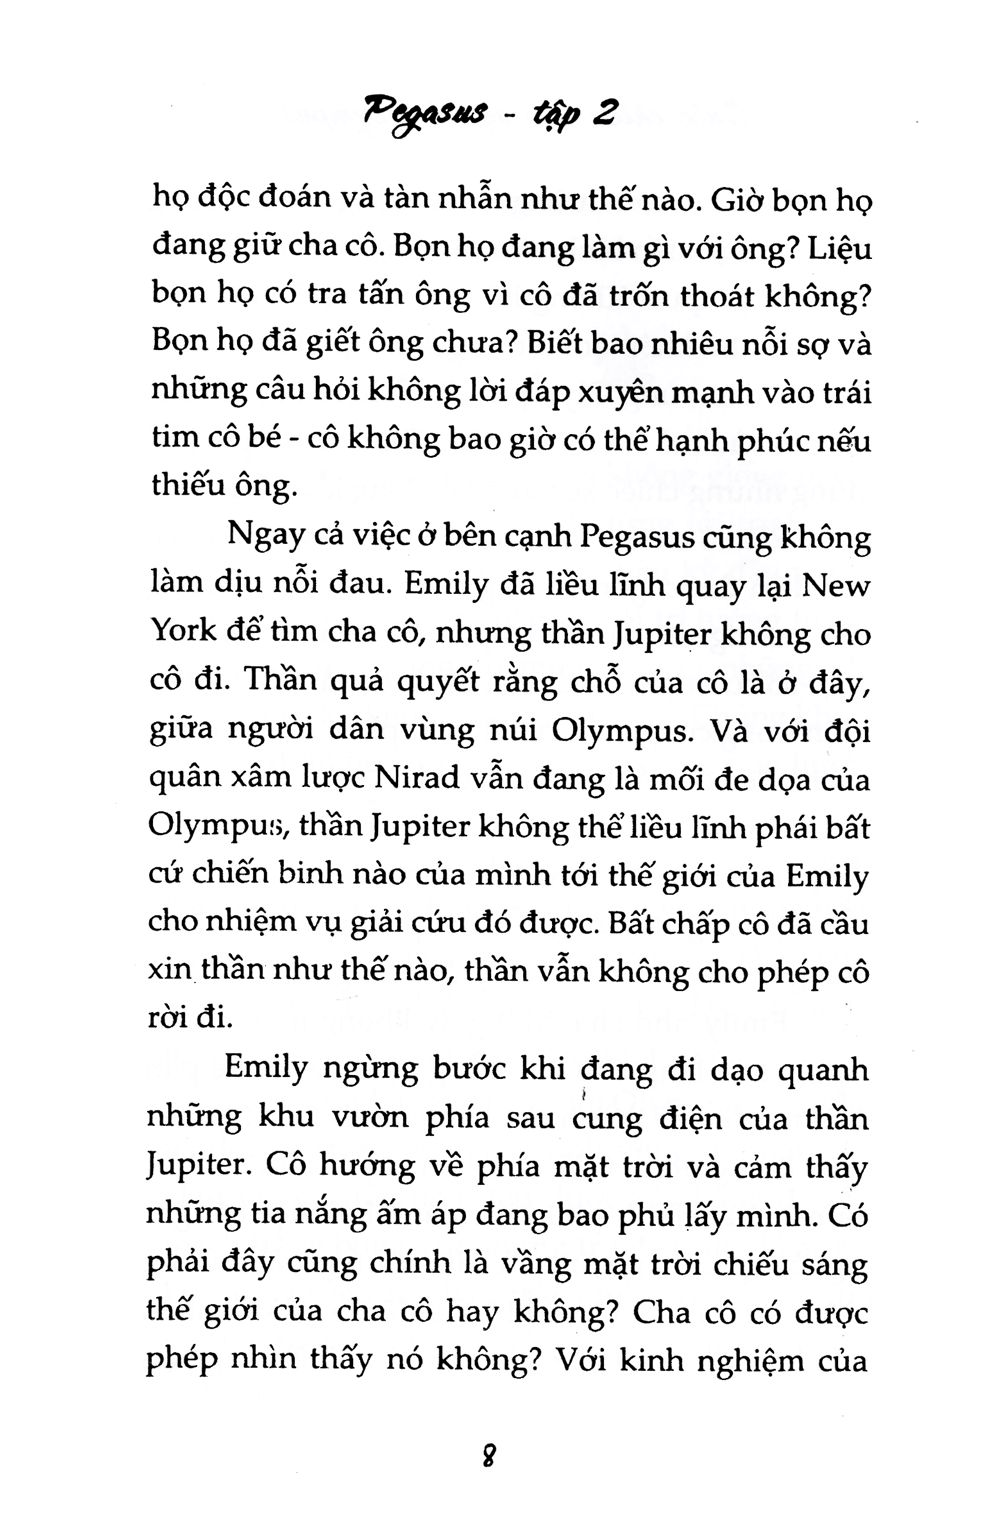 Pegasus - tập 2
họ độc đoán và tàn nhẫn như thế nào. Giờ bọn họ
đang giữ cha cô. Bọn họ đang làm gì với ông? Liệu
bọn họ có tra tấn ông vì cô đã trốn thoát không?
Bọn họ đã giết ông chưa? Biết bao nhiêu nỗi sợ và
những câu hỏi không lời đáp xuyên mạnh vào trái
tim cô bé - cô không bao giờ có thể hạnh phúc nếu
thiếu ông.
Ngay cả việc ở bên cạnh Pegasus cũng không
làm dịu nỗi đau. Emily đã liều lĩnh quay lại New
York để tìm cha cô, nhưng thần Jupiter không cho
cô đi. Thần quả quyết rằng chỗ của cô là ở đây,
giữa người dân vùng núi Olympus. Và với đội
quân xâm lược Nirad vẫn đang là mối đe dọa của
Olympus, thần Jupiter không thể liều lĩnh phái bất
cứ chiến binh nào của mình tới thế giới của Emily
cho nhiệm vụ giải cứu đó được. Bất chấp cô đã cầu
xin thần như thế nào, thần vẫn không cho phép cô
rời đi.
Emily ngừng bước khi đang đi dạo quanh
những khu vườn phía sau cung điện của thần
Jupiter. Cô hướng về phía mặt trời và cảm thấy
những tia nắng ấm áp đang bao phủ lấy mình. Có
phải đây cũng chính là vầng mặt trời chiếu sáng
thế giới của cha cô hay không? Cha cô có được
phép nhìn thấy nó không? Với kinh nghiệm của
8